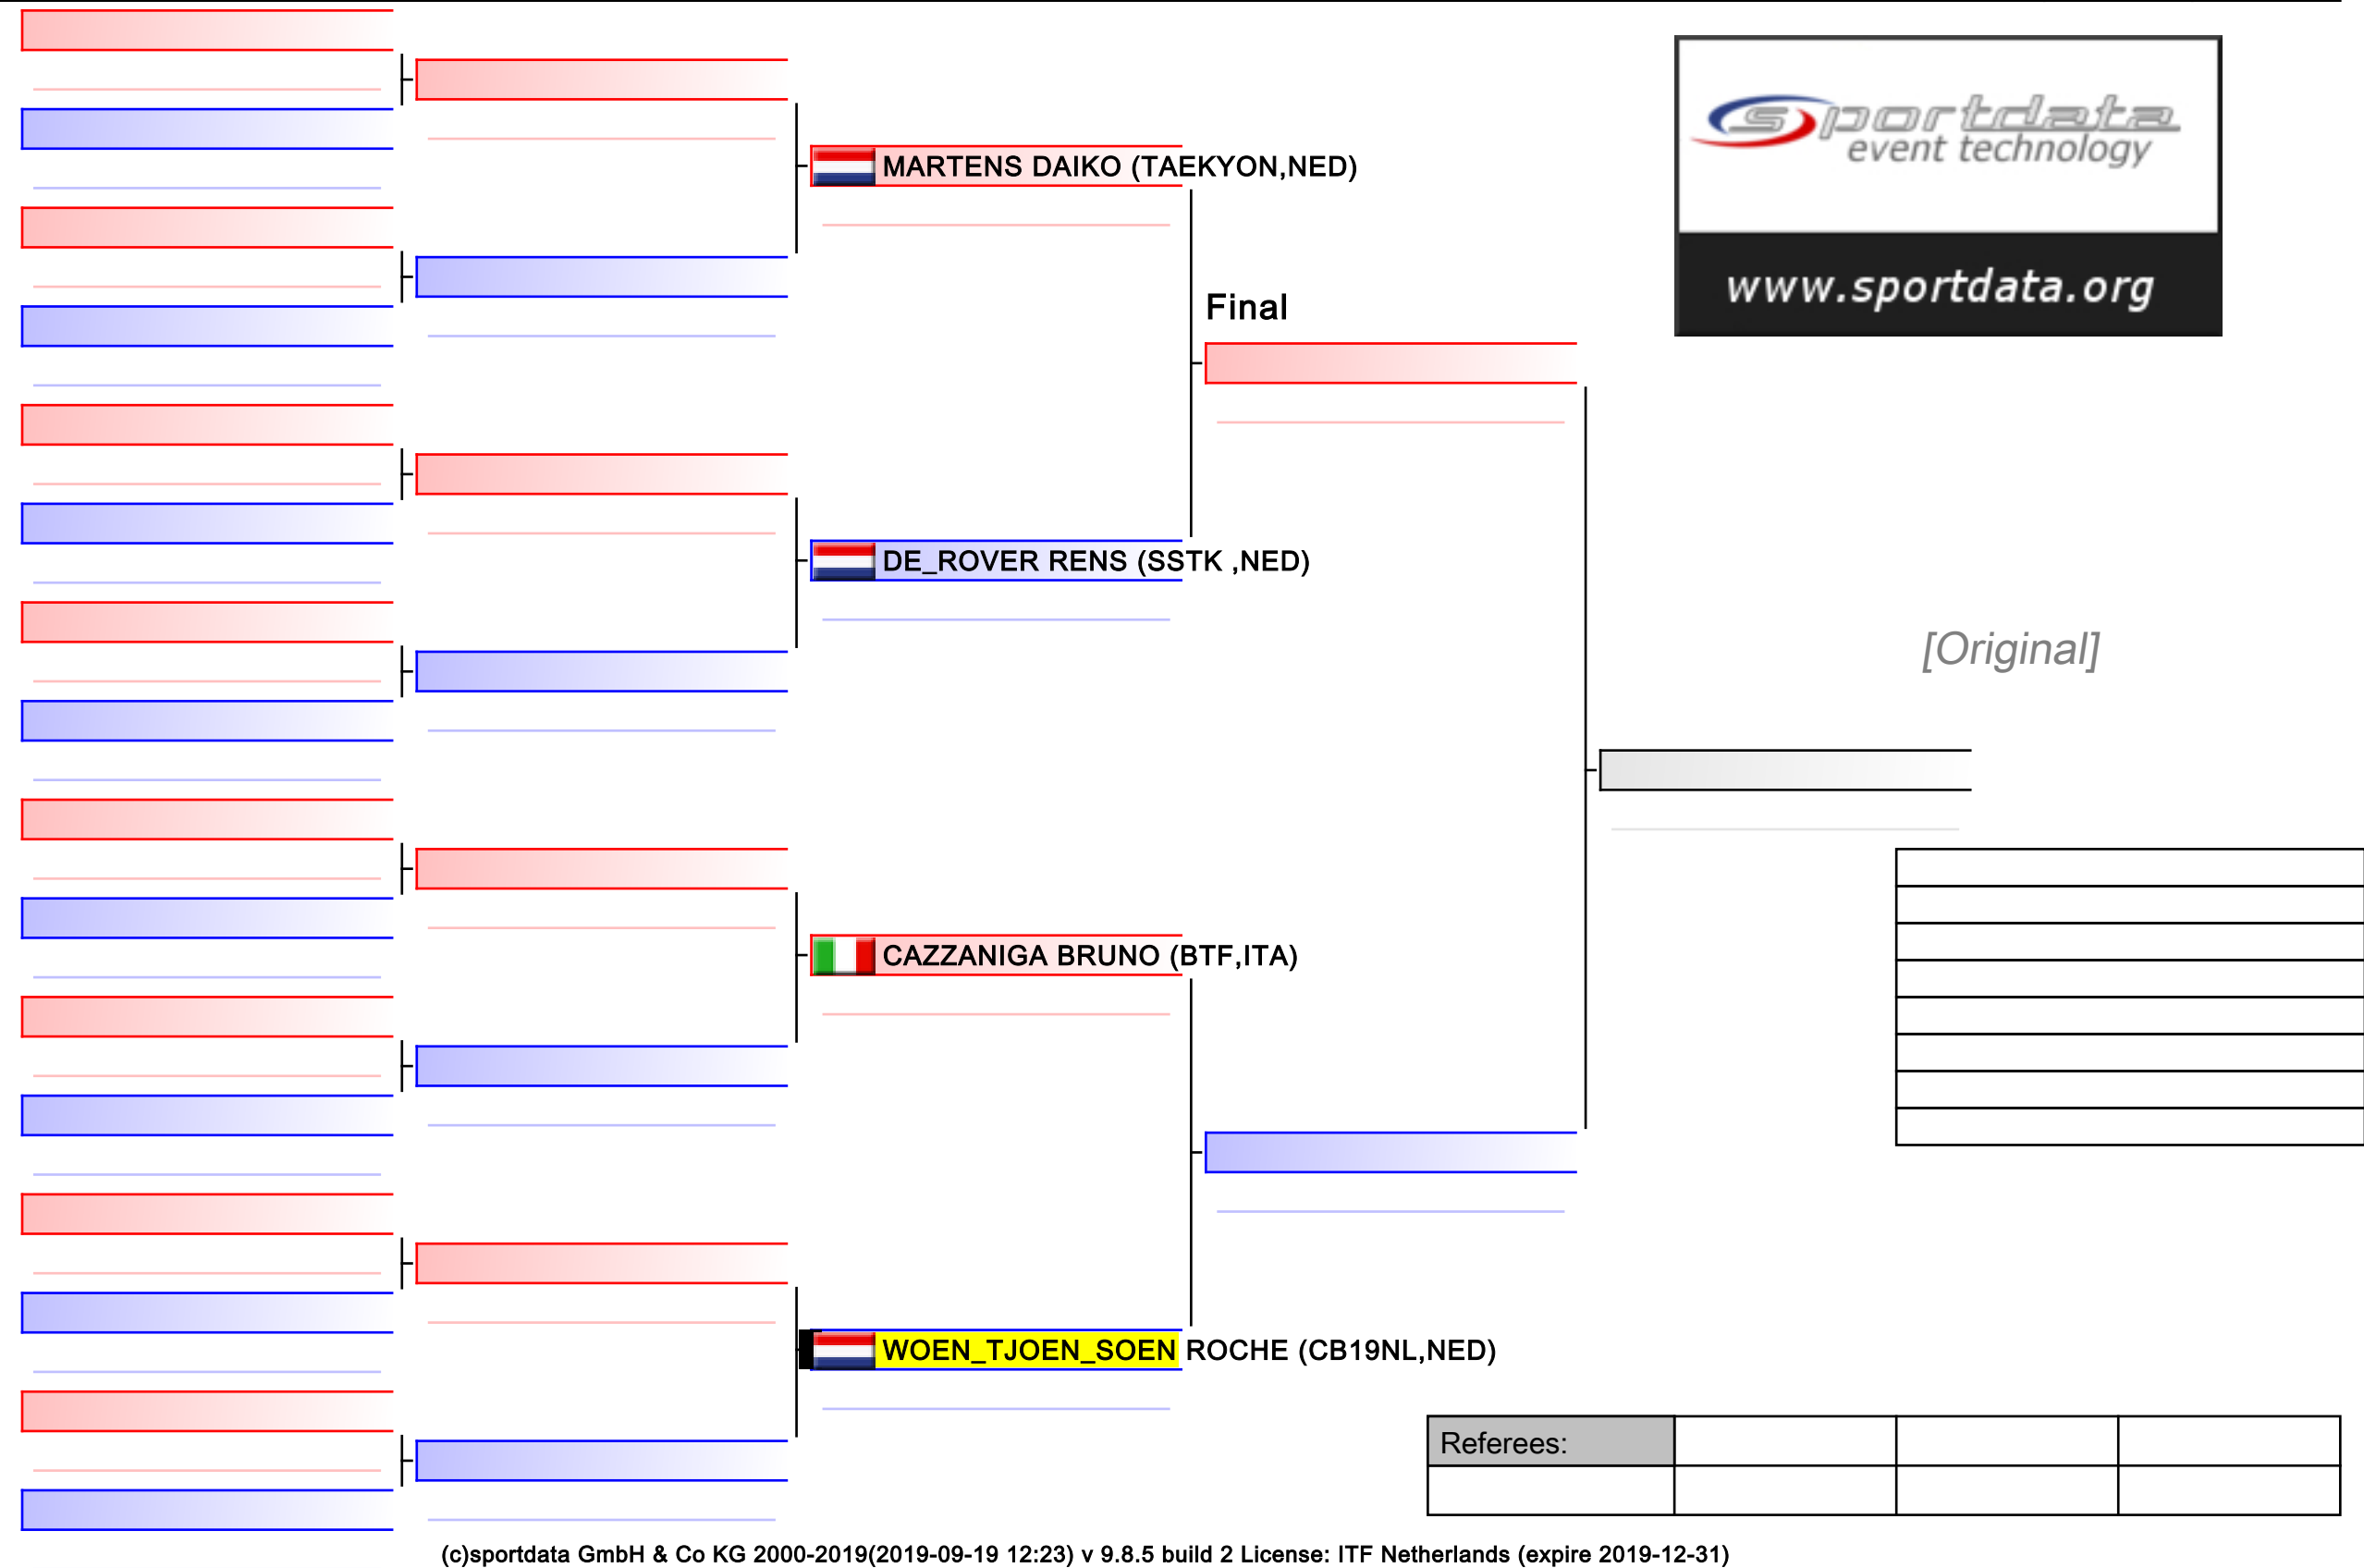 sportdata
event technology
www.sportdata.org
MARTENS DAIKO (TAEKYON,NED)
Final
DE_ROVER RENS (SSTK ,NED)
[Original]
CAZZANIGA BRUNO (BTF,ITA)
WOEN_TJOEN_SOEN ROCHE (CB19NL,NED)
Referees:
(c)sportdata GmbH & Co KG 2000-2019(2019-09-19 12:23) v 9.8.5 build 2 License: ITF Netherlands (expire 2019-12-31)